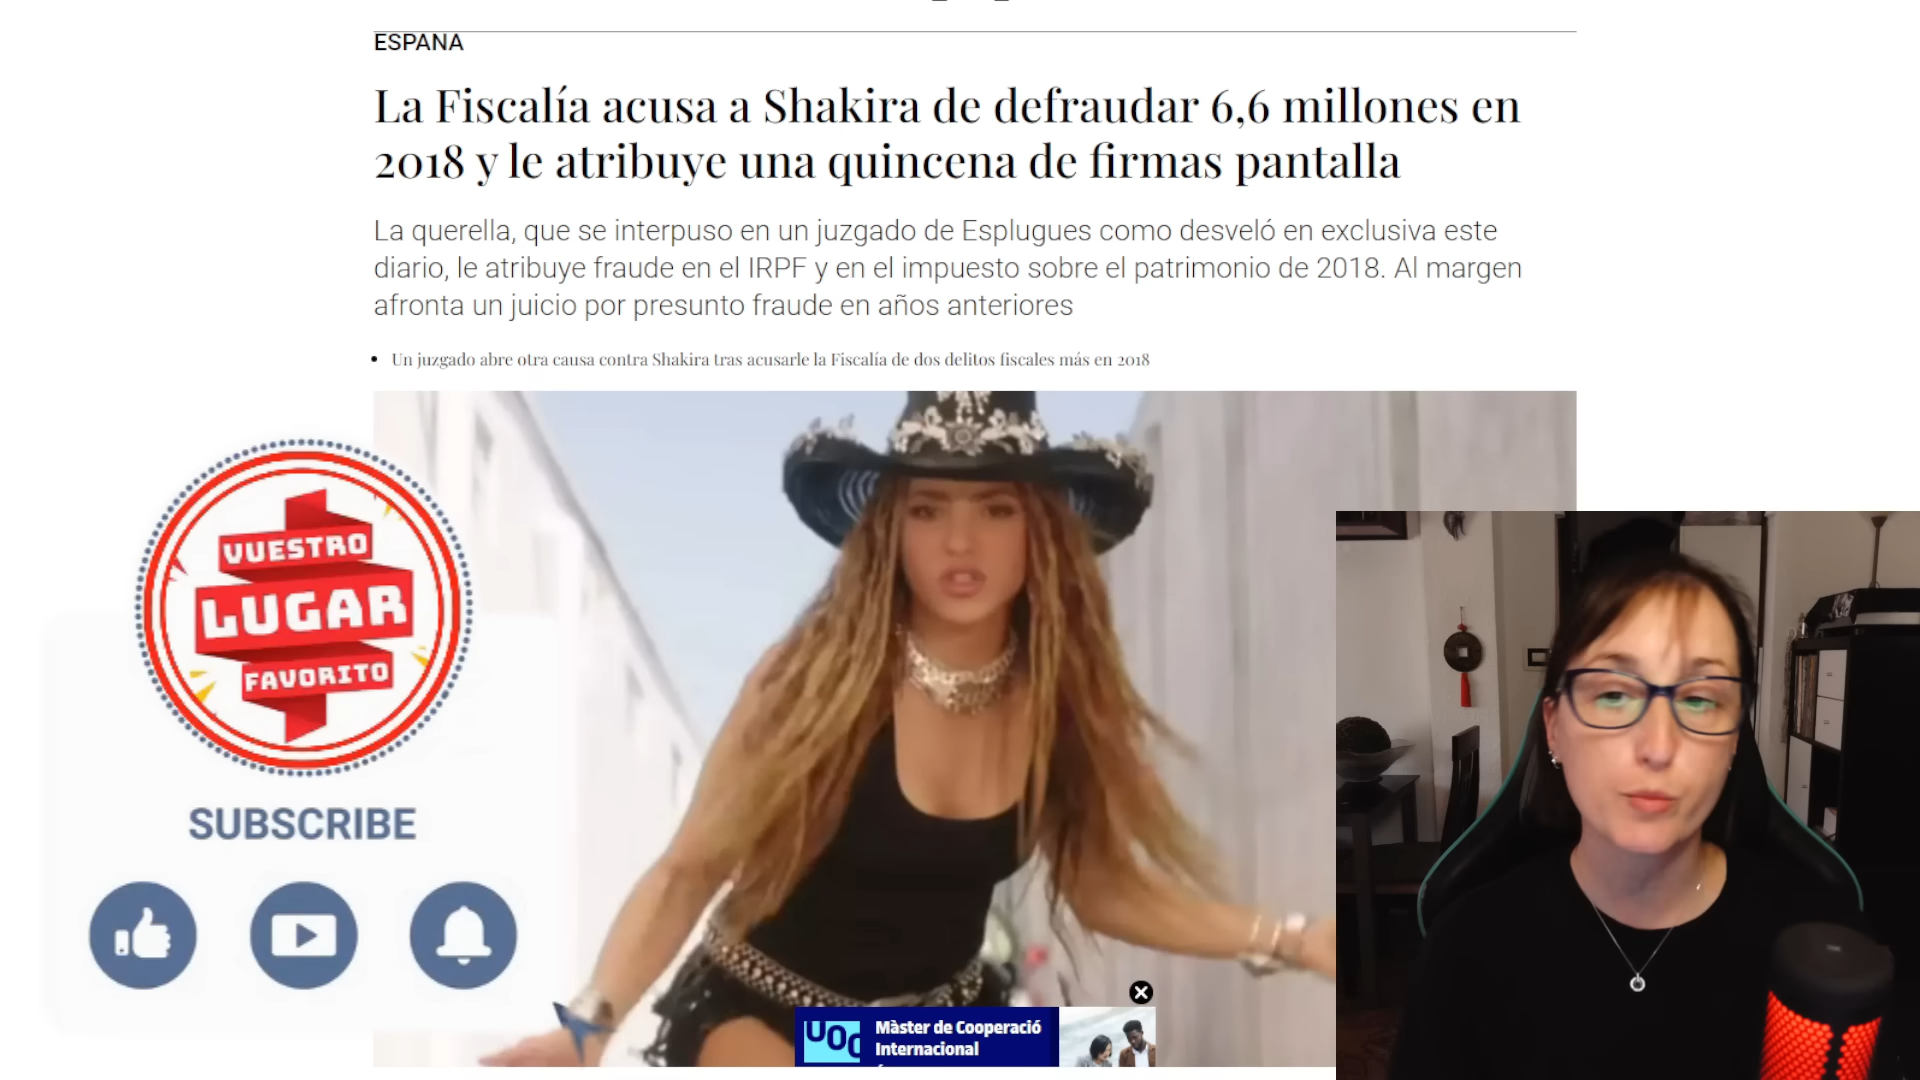 ESPANA
La Fiscalía acusa a Shakira de defraudar 6,6 millones en
2018 y le atribuye una quincena de firmas pantalla
La querella, que se interpuso en un juzgado de Esplugues como desveló en exclusiva este
diario, le atribuye fraude en el IRPF y en el impuesto sobre el patrimonio de 2018. Al margen
afronta un juicio por presunto fraude en años anteriores
• Un juzgado abre otra causa contra Shakira tras acusarle la Fiscalía de dos delitos fiscales más en 2018
VUESTRO
LUGAR
FAVORITO
SUBSCRIBE
UOC
Màster de Cooperació
Internacional